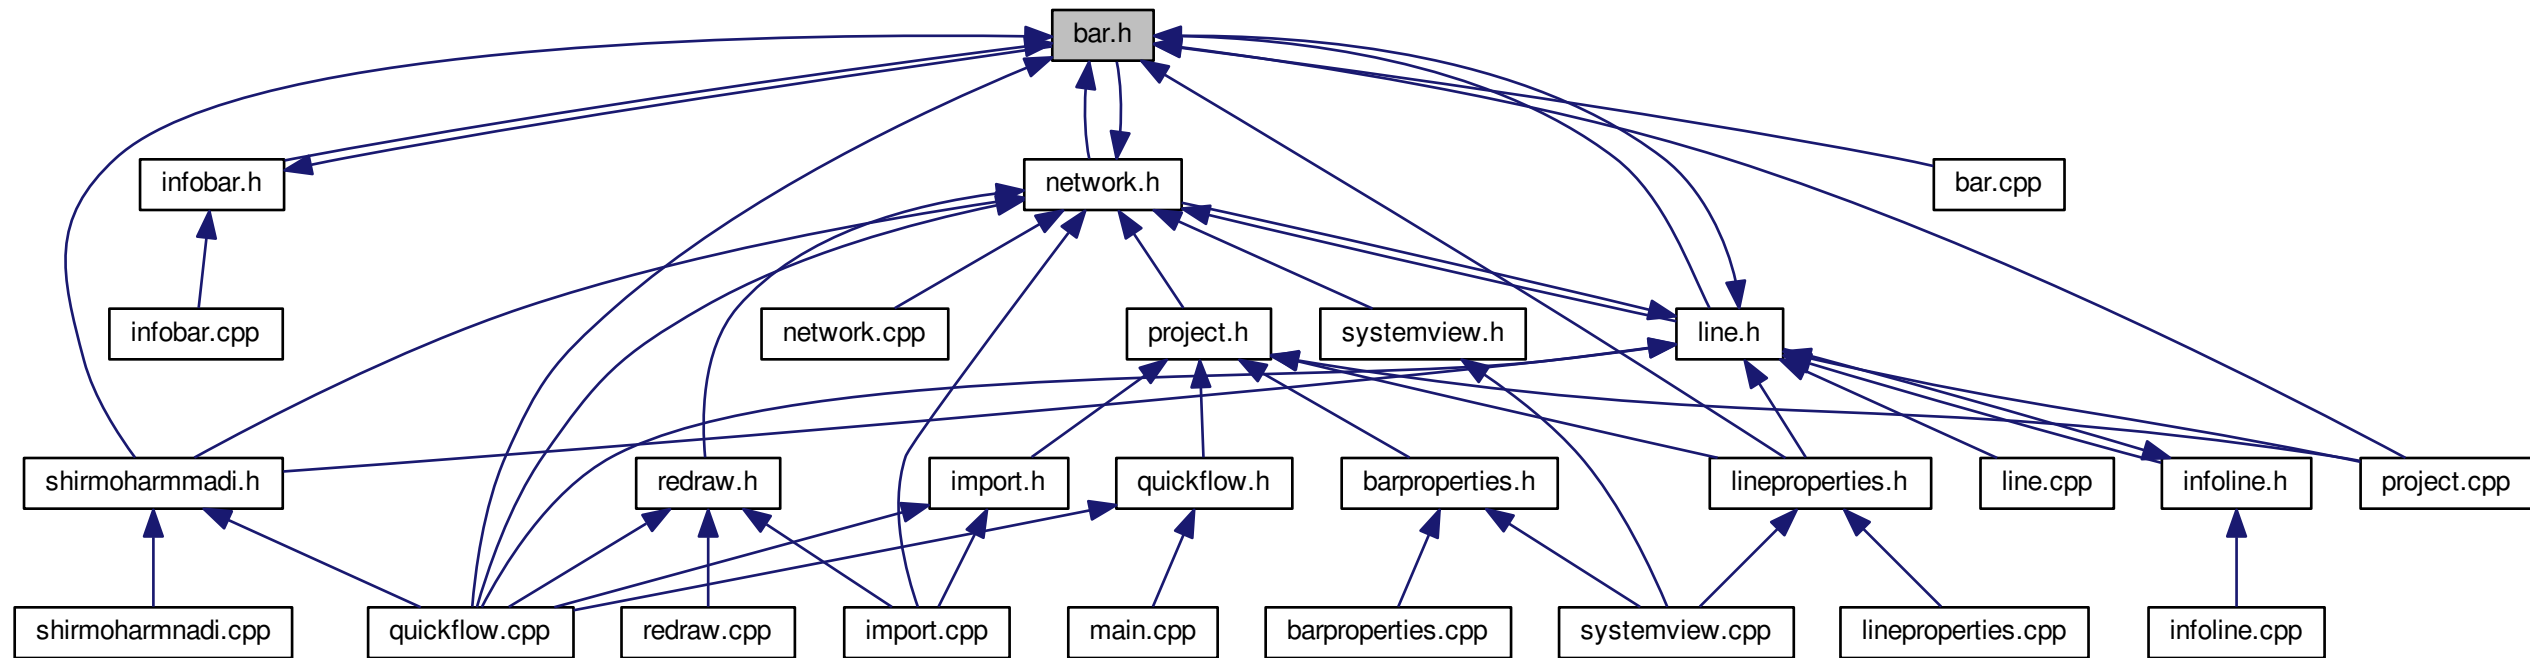 bar.h
infobar.h
network.h
bar.cpp
infobar.cpp
network.cpp
project.h
systemview.h
line.h
shirmoharmmadi.h
redraw.h
import.h
quickflow.h
barproperties.h
lineproperties.h
line.cpp
infoline.h
project.cpp
shirmoharmnadi.cpp
quickflow.cpp
redraw.cpp
import.cpp
main.cpp
barproperties.cpp
systemview.cpp
lineproperties.cpp
infoline.cpp